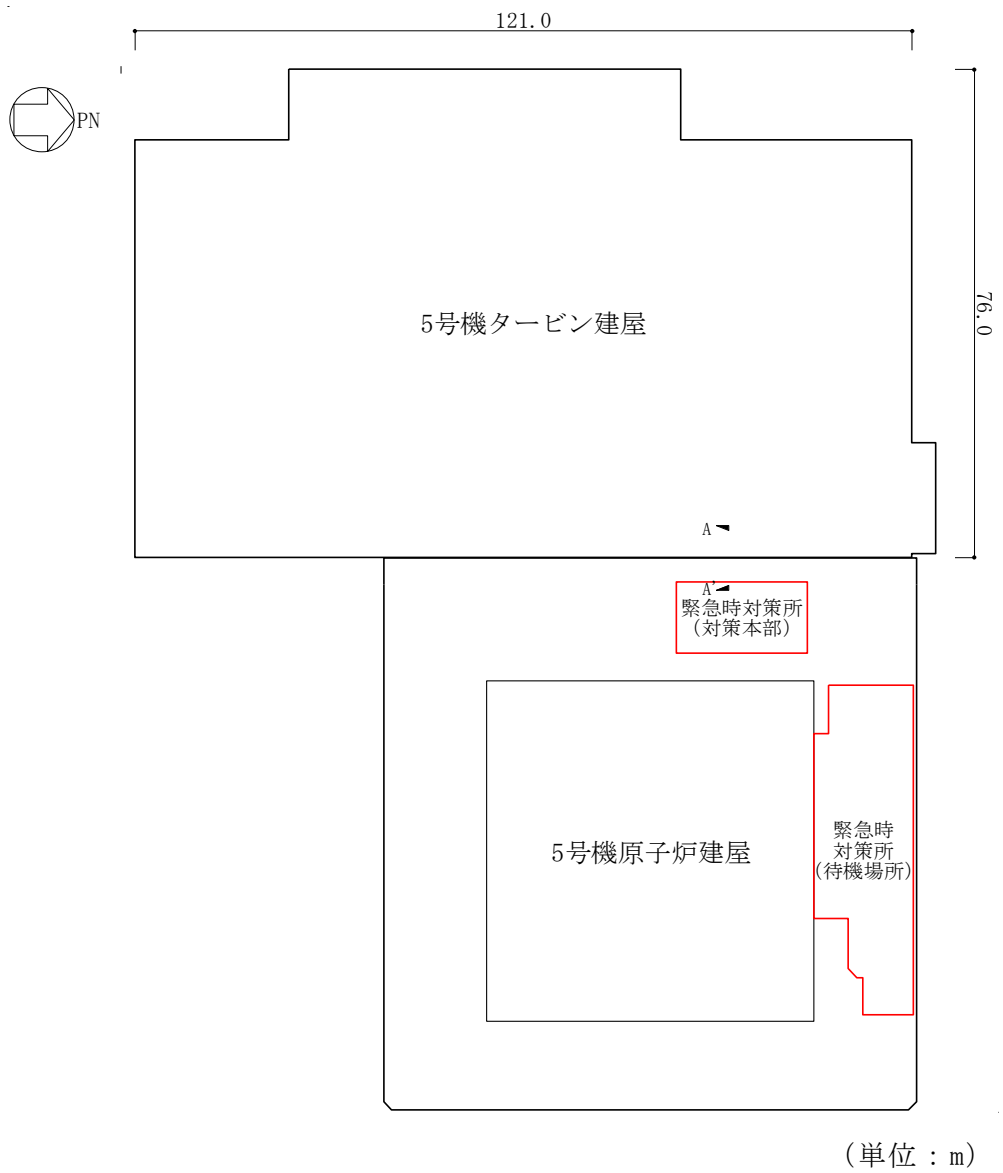 121.0
PN
76.0
5号機タービン建屋
A
A'
緊急時対策所
(対策本部)
緊急時
対策所
(待機場所)
5号機原子炉建屋
(単位:m)